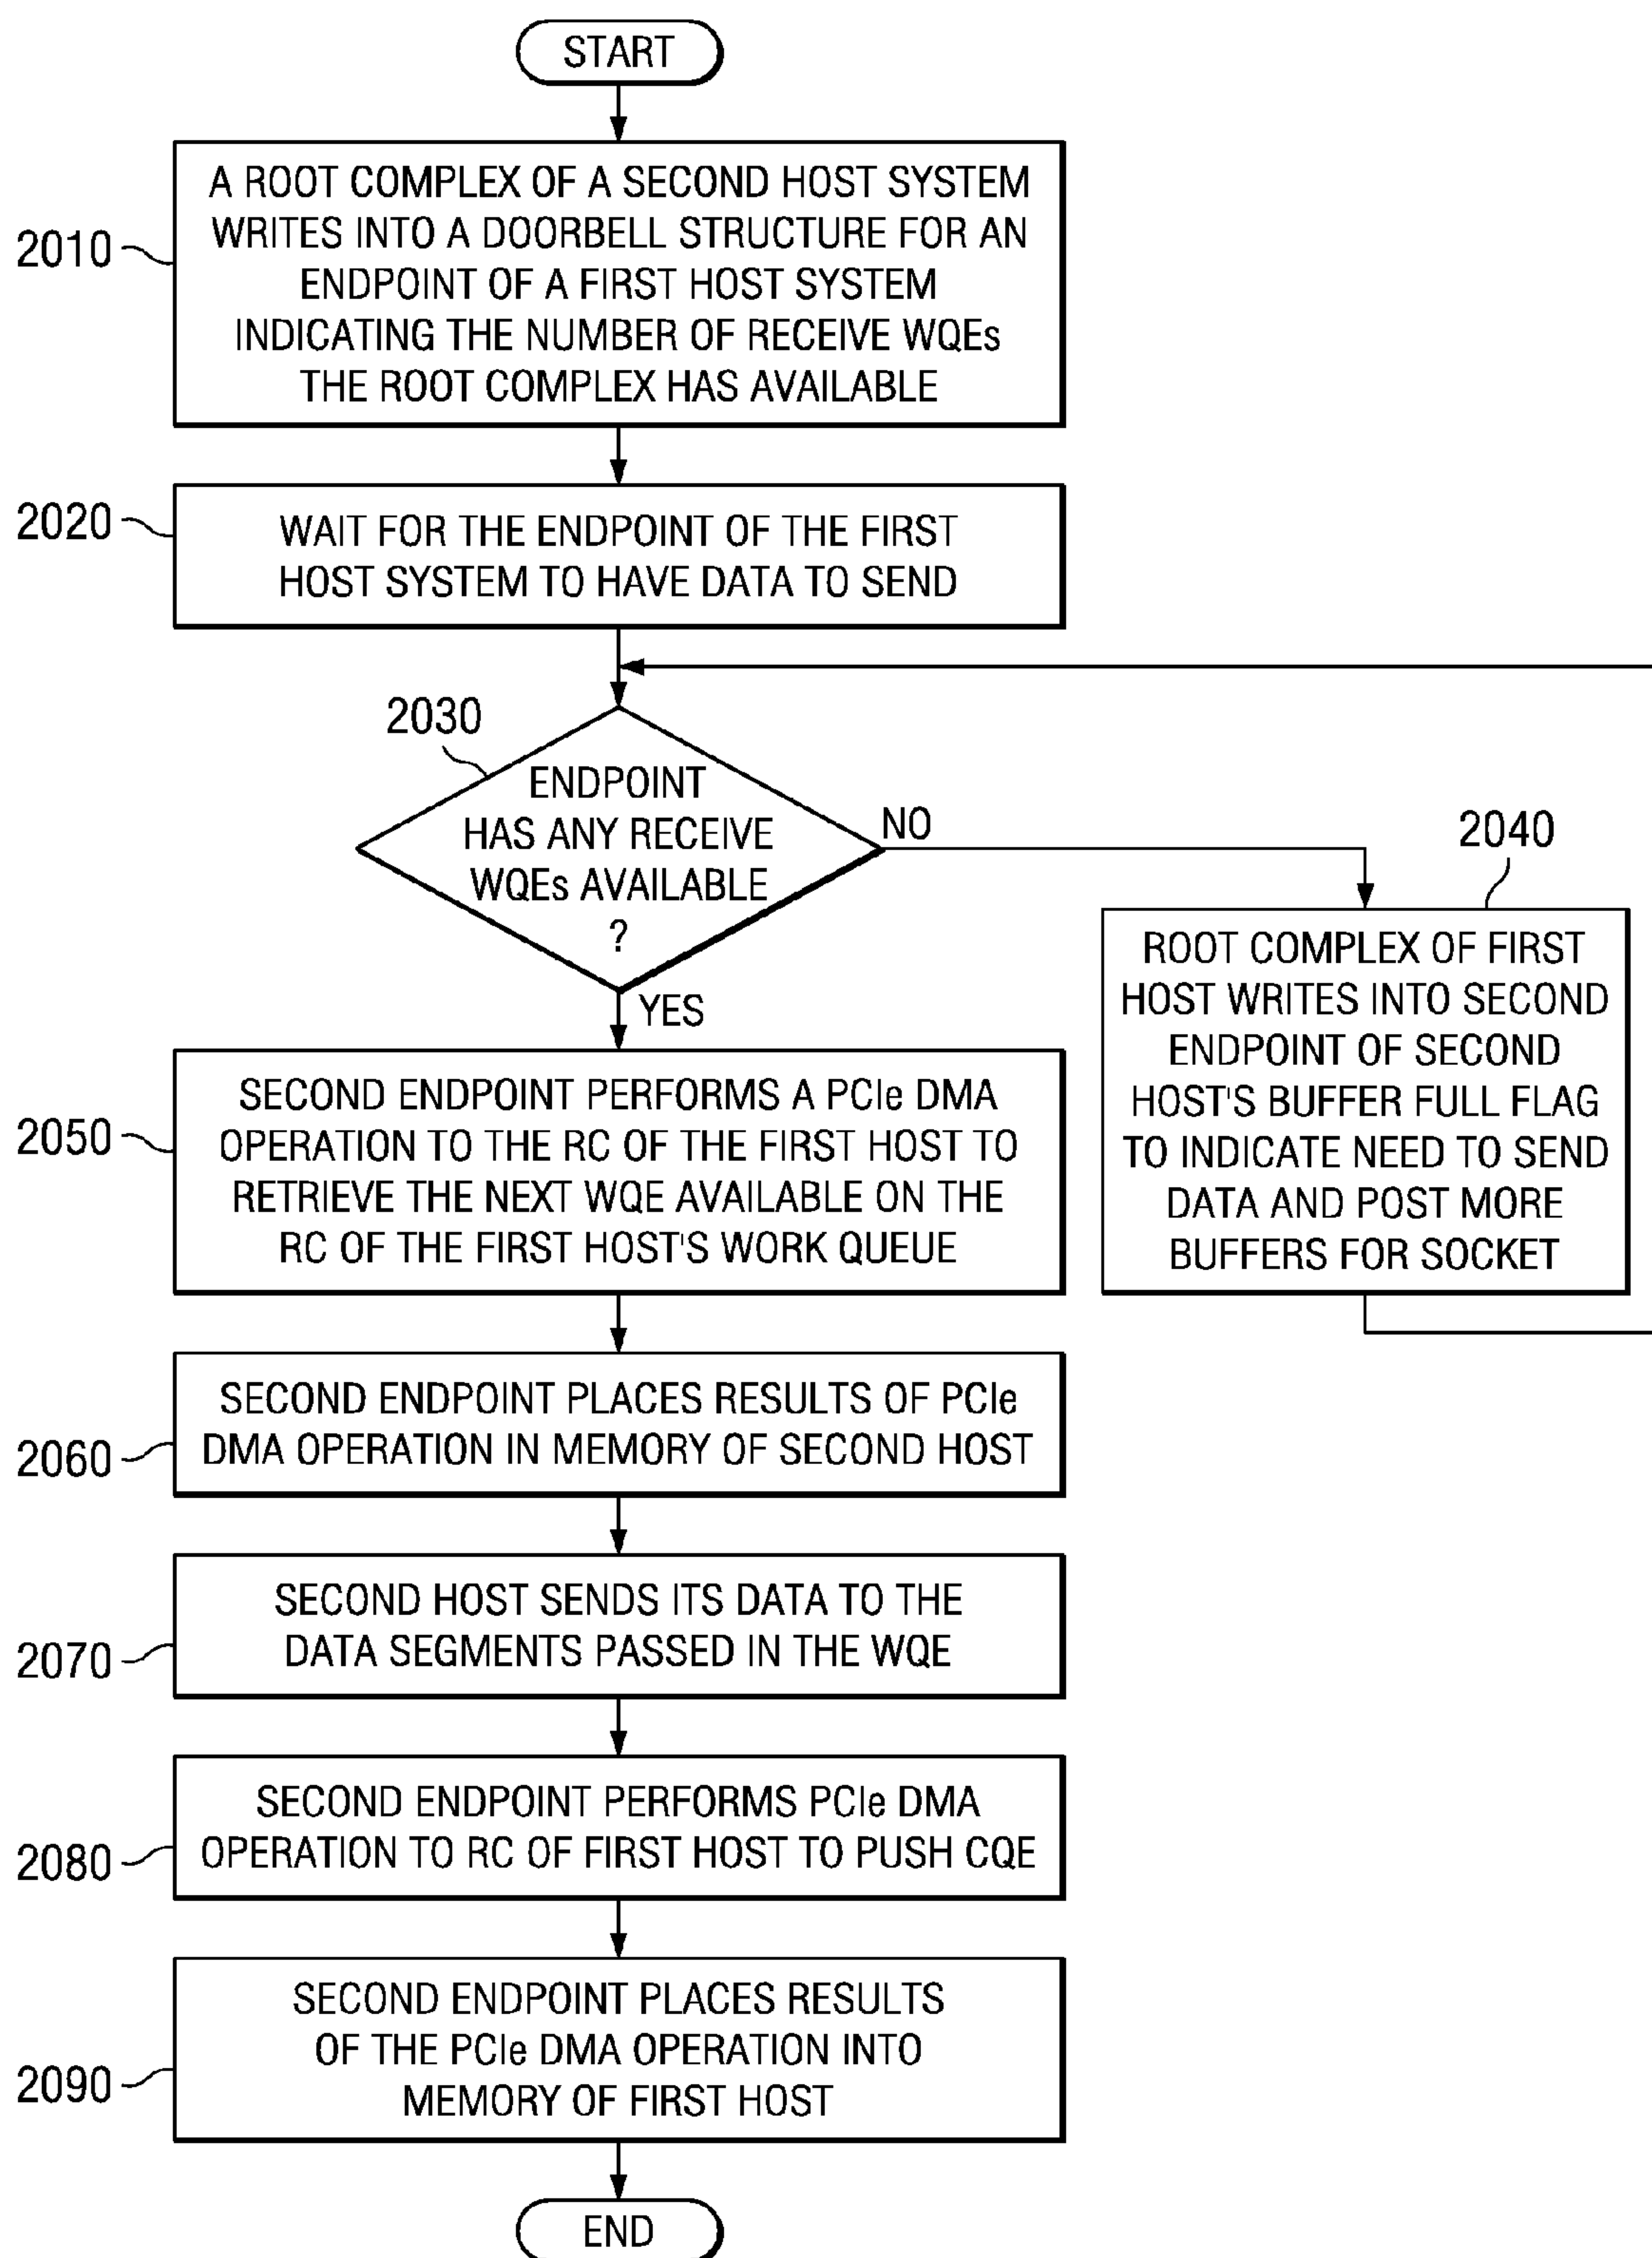 START
2010
A ROOT COMPLEX OF A SECOND HOST SYSTEM
WRITES INTO A DOORBELL STRUCTURE FOR AN
ENDPOINT OF A FIRST HOST SYSTEM
INDICATING THE NUMBER OF RECEIVE WQEs
THE ROOT COMPLEX HAS AVAILABLE
2020
WAIT FOR THE ENDPOINT OF THE FIRST
HOST SYSTEM TO HAVE DATA TO SEND
2030
ENDPOINT
HAS ANY RECEIVE
WQEs AVAILABLE
?
NO
YES
2040
ROOT COMPLEX OF FIRST
HOST WRITES INTO SECOND
ENDPOINT OF SECOND
HOST'S BUFFER FULL FLAG
TO INDICATE NEED TO SEND
DATA AND POST MORE
BUFFERS FOR SOCKET
2050
SECOND ENDPOINT PERFORMS A PCIe DMA
OPERATION TO THE RC OF THE FIRST HOST TO
RETRIEVE THE NEXT WQE AVAILABLE ON THE
RC OF THE FIRST HOST'S WORK QUEUE
2060
SECOND ENDPOINT PLACES RESULTS OF PCIe
DMA OPERATION IN MEMORY OF SECOND HOST
2070
SECOND HOST SENDS ITS DATA TO THE
DATA SEGMENTS PASSED IN THE WQE
2080
SECOND ENDPOINT PERFORMS PCIe DMA
OPERATION TO RC OF FIRST HOST TO PUSH CQE
2090
SECOND ENDPOINT PLACES RESULTS
OF THE PCIe DMA OPERATION INTO
MEMORY OF FIRST HOST
END